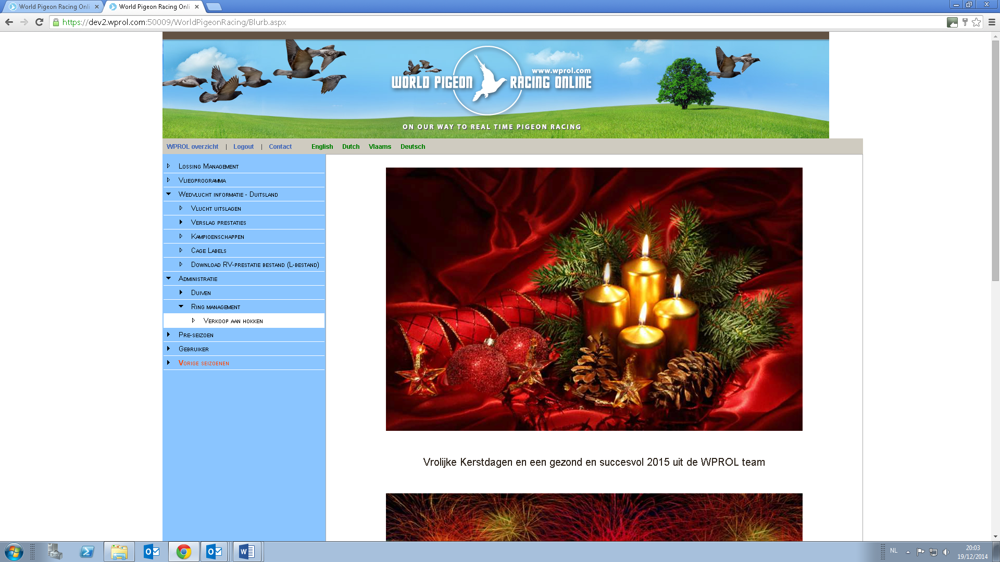 World Pigeon Racing Onli
World Pigeon Racing Onli
https://dev2.wprol.com:50009/WorldPigeonRacing/Blurb.aspx
www.wprol.com
WORLD PIGEON RACING ONLINE
ON OUR WAY TO REAL TIME PIGEON RACING
WPROL overzicht | Logout | Contact English Dutch Vlaams Deutsch
Lossing Management
Vliegprogramma
Wedvlucht informatie - Duitsland
Vlucht uitslagen
Verslag prestaties
Kampioenschappen
Cage Labels
Download RV-prestatie bestand (L-bestand)
Administratie
Duiven
Ring management
Verkoop aan hokken
Pre-seizoen
Gebruiker
Vorige seizoenen
Vrolijke Kerstdagen en een gezond en succesvol 2015 uit de WPROL team
NL
20:03
19/12/2014